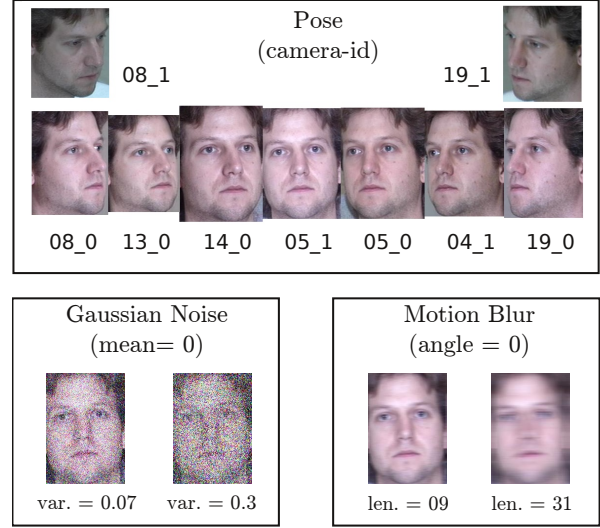 Pose
(camera-id)
08_1
19_1
08_0 13_0 14_0 05_1 05_0 04_1 19_0
Gaussian Noise
(mean= 0)
var. = 0.07 var. = 0.3
Motion Blur
(angle = 0)
len. = 09 len. = 31